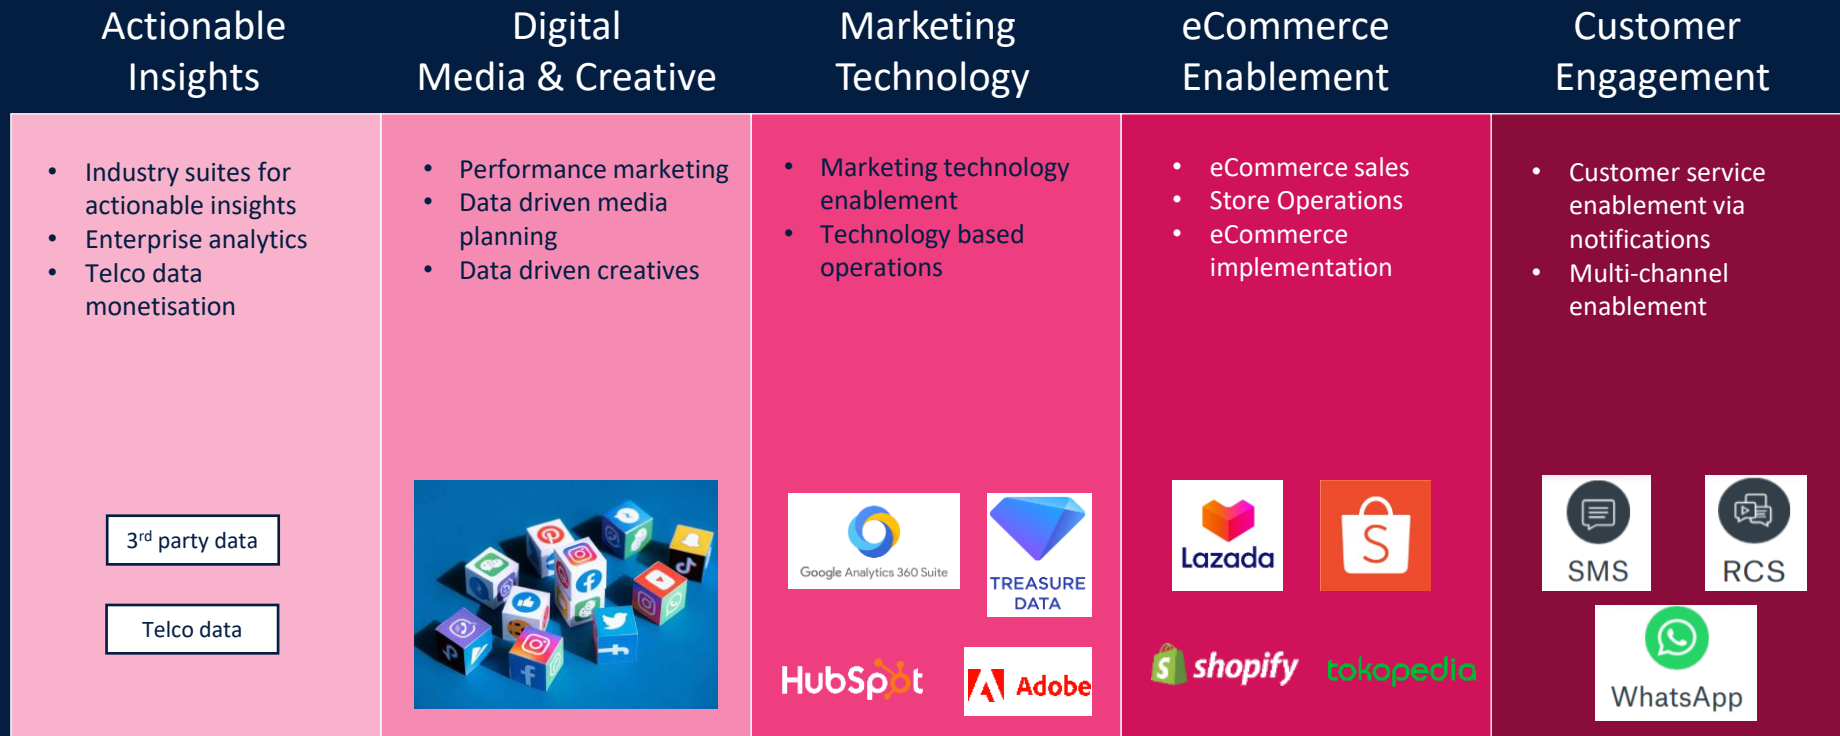 Actionable
Insights
Digital
Media & Creative
Marketing
Technology
eCommerce
Enablement
Customer
Engagement
• Industry suites for
actionable insights
• Enterprise analytics
• Telco data
monetisation
3rd party data
Telco data
• Performance marketing
• Data driven media
planning
• Data driven creatives
• Marketing technology
enablement
• Technology based
operations
Google Analytics 360 Suite
TREASURE
DATA
HubSpot
Adobe
• eCommerce sales
• Store Operations
• eCommerce
implementation
Lazada
S
shopify
tokopedia
• Customer service
enablement via
notifications
• Multi-channel
enablement
SMS
RCS
WhatsApp